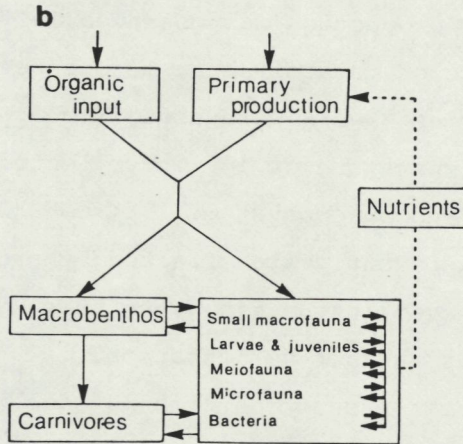 b
Organic
input
Primary
production
Nutrients
Macrobenthos
Small macrofauna
Larvae & juveniles
Meiofauna
Microfauna
Bacteria
Carnivores